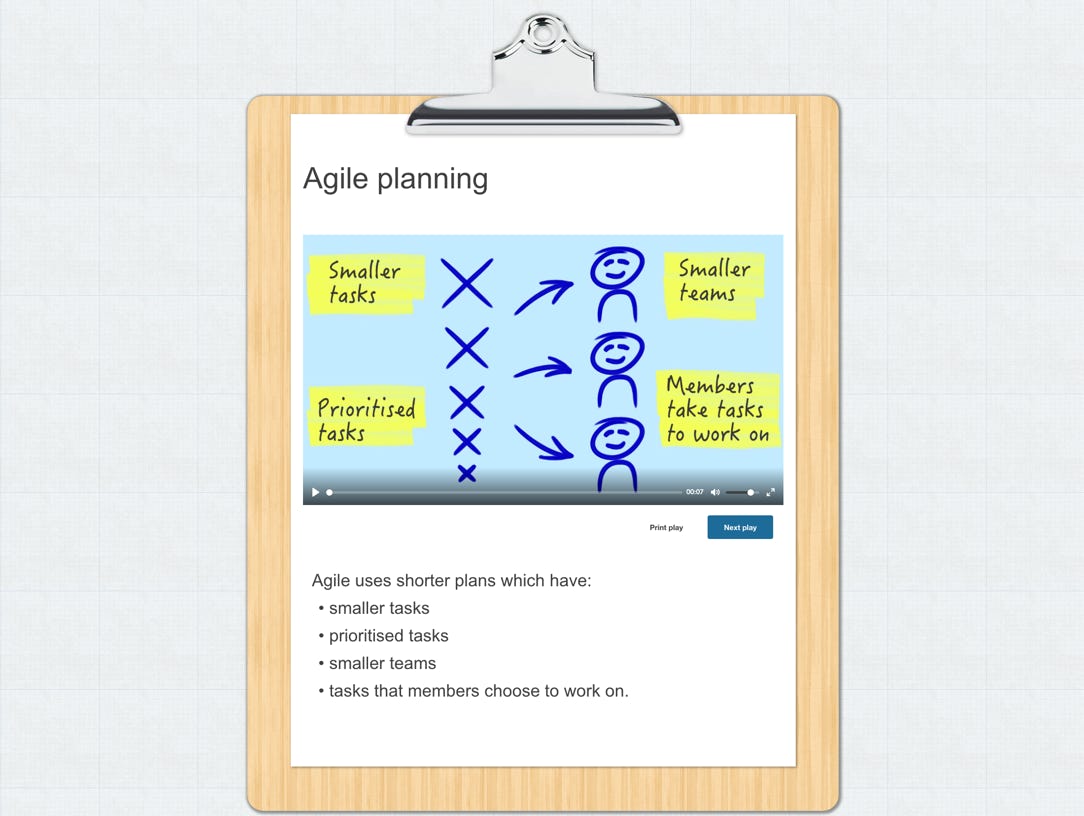 Agile planning
Smaller
tasks
Smaller
teams
Prioritised
tasks
Members
take tasks
to work on
00:07
Print play
Next play
Agile uses shorter plans which have:
• smaller tasks
• prioritised tasks
• smaller teams
• tasks that members choose to work on.